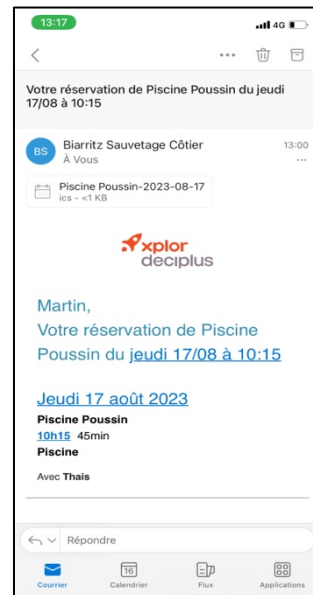 13:17
4G
Votre réservation de Piscine Poussin du jeudi
17/08 à 10:15
BS
Biarritz Sauvetage Côtier
13:00
À Vous
Piscine Poussin-2023-08-17
ics - <1 KB
xplor
deciplus
Martin,
Votre réservation de Piscine
Poussin du jeudi 17/08 à 10:15
Jeudi 17 août 2023
Piscine Poussin
10h15 45min
Piscine
Avec Thais
Répondre
16
Courrier Calendrier Flux Applications